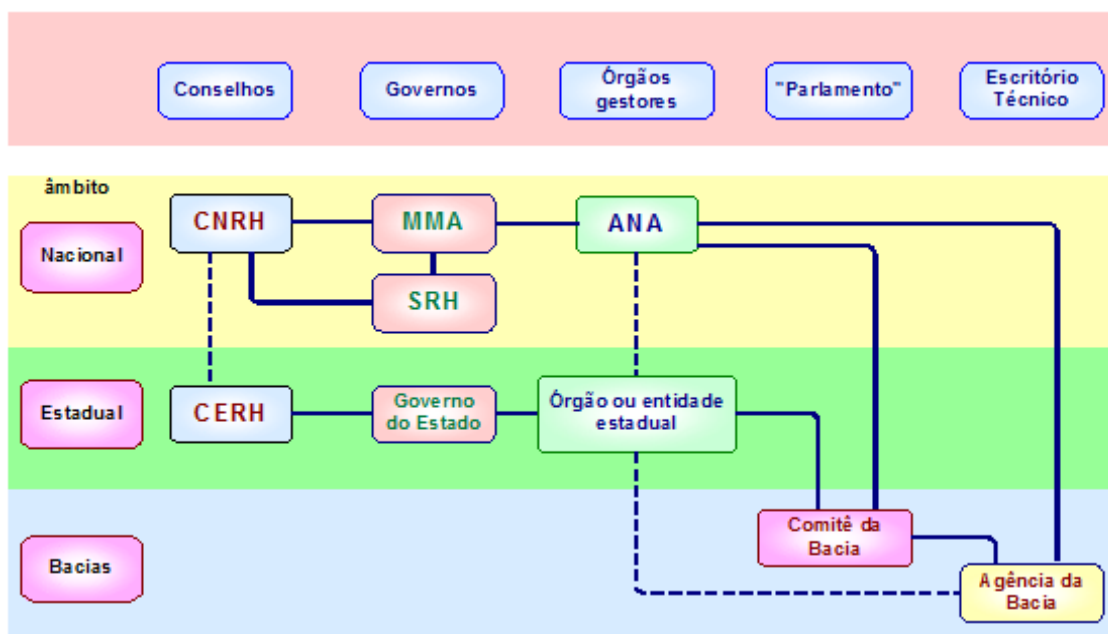 Conselhos
Governos
Órgãos
gestores
"Parlamento"
Escritório
Técnico
âmbito
Nacional
CNRH
MMA
ANA
SRH
Estadual
CERH
Governo
do Estado
Órgão ou entidade
estadual
Bacias
Comitê da
Bacia
Agência da
Bacia